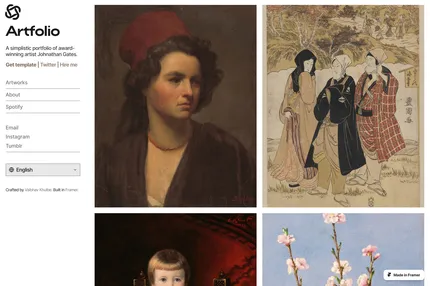 Artfolio
A simplistic portfolio of award-
winning artist Johnathan Gates.
Get template | Twitter | Hire me
Artworks
About
Spotify
Email
Instagram
Tumblr
English
Crafted by Vaibhav Khulbe. Built in Framer.
Made in Framer